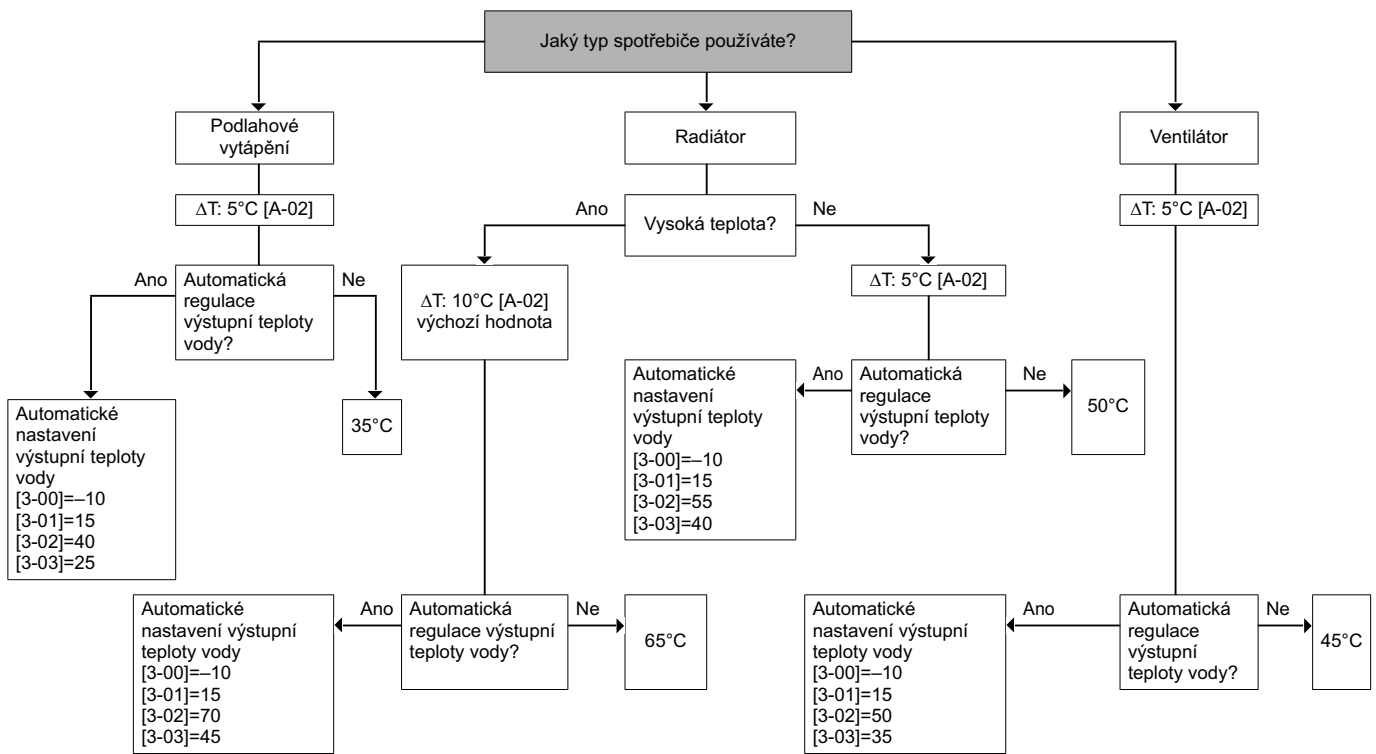 Jaký typ spotřebiče používáte?
Podlahové
vytápění
Radiátor
Ventilátor
∆T: 5°C [A-02]
Ano
Vysoká teplota?
Ne
∆T: 5°C [A-02]
Ano
Automatická
regulace
výstupní teploty
vody?
Ne
∆T: 10°C [A-02]
výchozí hodnota
∆T: 5°C [A-02]
Automatické
nastavení
výstupní teploty
vody
[3-00]=–10
[3-01]=15
[3-02]=40
[3-03]=25
35°C
Automatické
nastavení
výstupní teploty
vody
[3-00]=–10
[3-01]=15
[3-02]=55
[3-03]=40
Ano
Automatická
regulace
výstupní teploty
vody?
Ne
50°C
Automatické
nastavení výstupní
teploty vody
[3-00]=–10
[3-01]=15
[3-02]=70
[3-03]=45
Ano
Automatická
regulace výstupní
teploty vody?
Ne
65°C
Automatické
nastavení výstupní
teploty vody
[3-00]=–10
[3-01]=15
[3-02]=50
[3-03]=35
Ano
Automatická
regulace
výstupní
teploty vody?
Ne
45°C